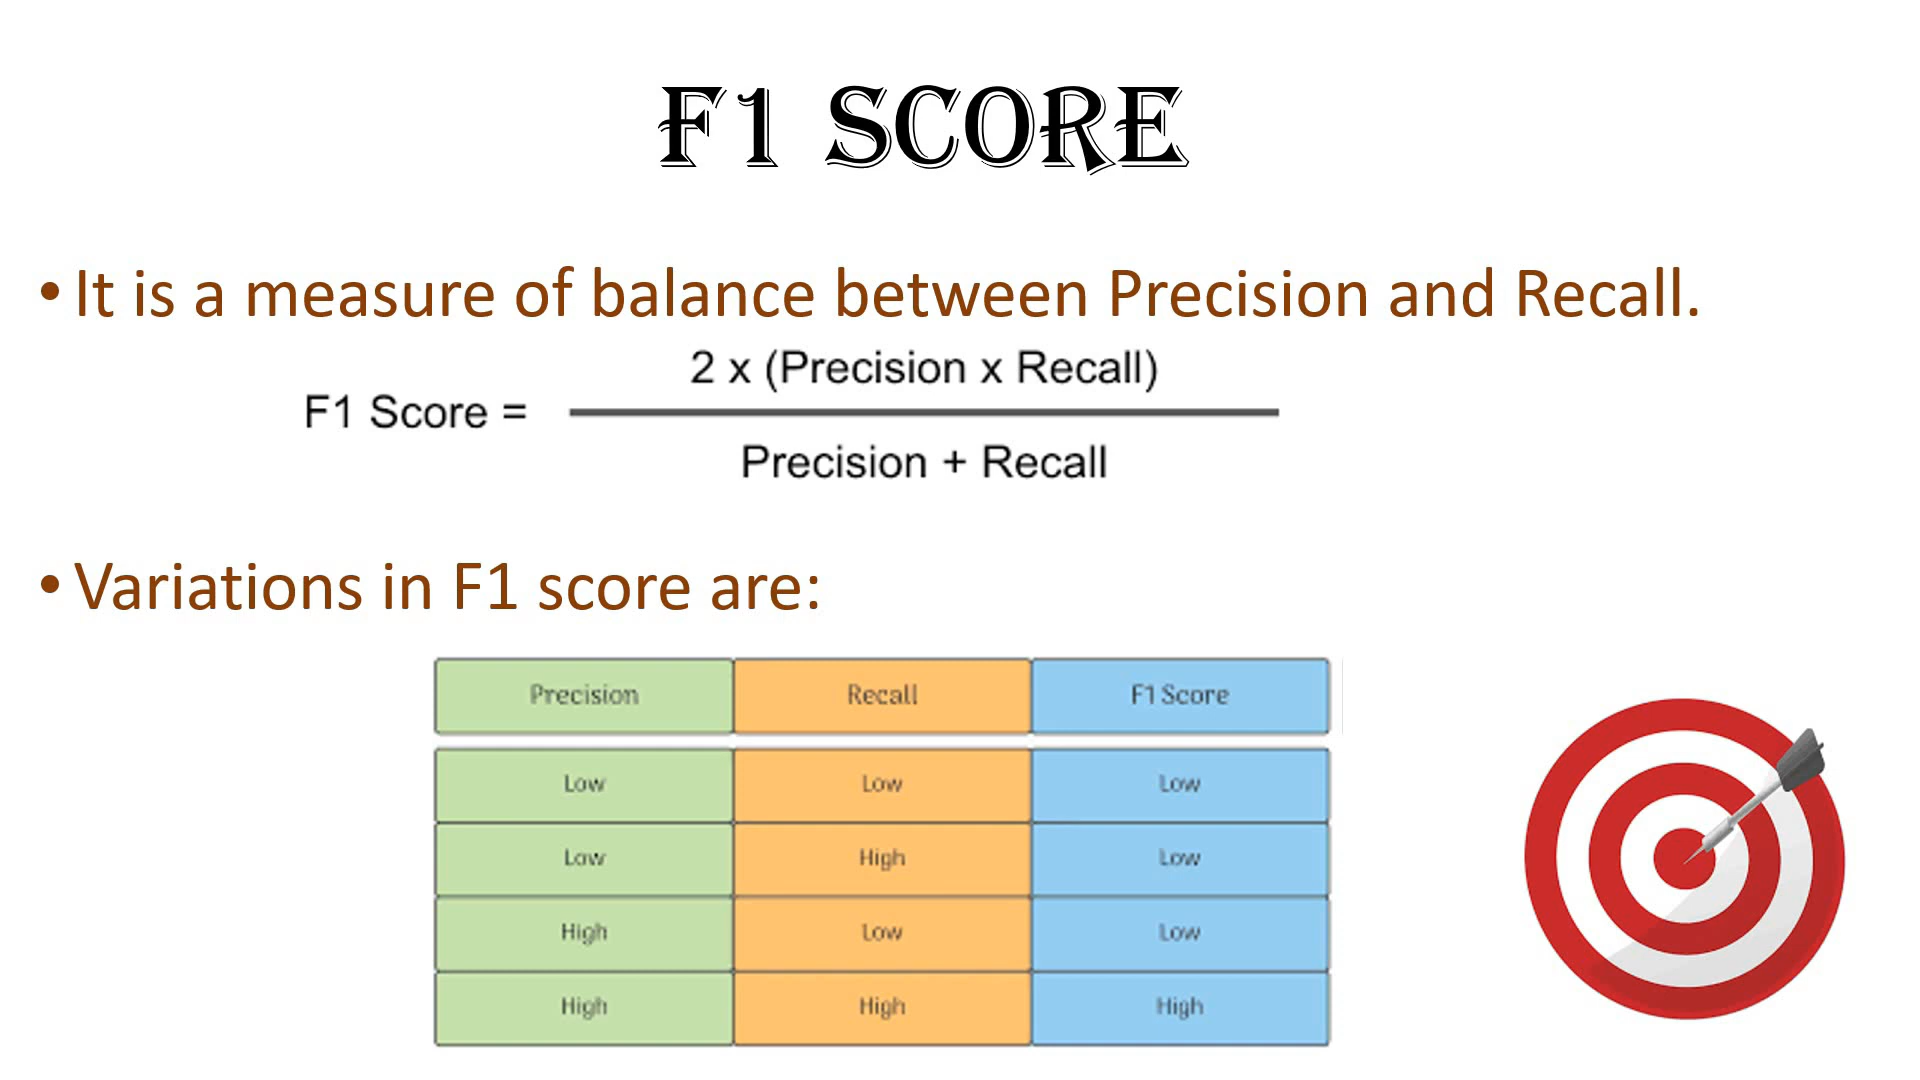 F1 SCORE
• It is a measure of balance between Precision and Recall.
2 x (Precision x Recall)
F1 Score =
Precision + Recall
• Variations in F1 score are:
Precision Recall F1 Score
Low Low Low
Low High Low
High Low Low
High High High